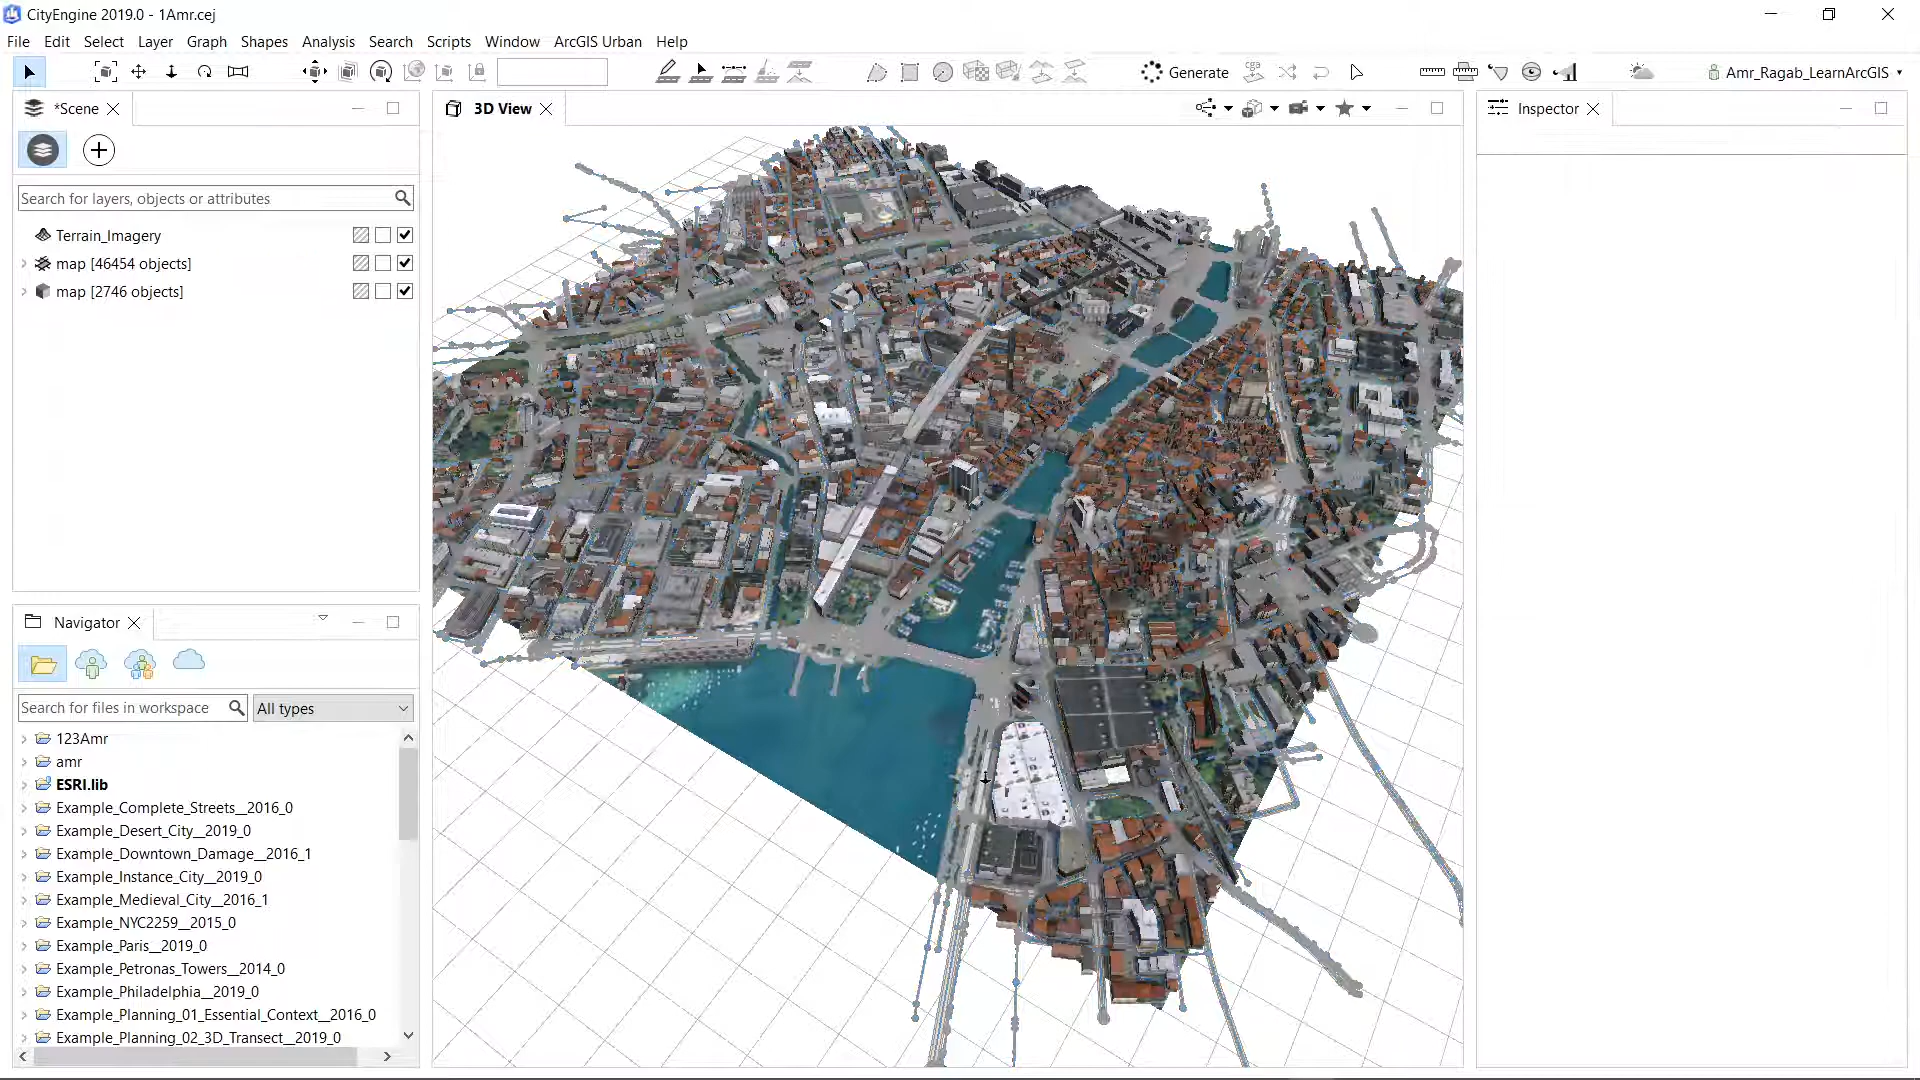 CityEngine 2019.0 - 1Amr.cej
File Edit Select Layer Graph Shapes Analysis Search Scripts Window ArcGIS Urban Help
Generate
Amr_Ragab_LearnArcGIS
*Scene
3D View
Inspector
Search for layers, objects or attributes
Terrain_Imagery
map [46454 objects]
map [2746 objects]
Navigator
Search for files in workspace
All types
123Amr
amr
ESRI.lib
Example_Complete_Streets__2016_0
Example_Desert_City__2019_0
Example_Downtown_Damage__2016_1
Example_Instance_City__2019_0
Example_Medieval_City__2016_1
Example_NYC2259__2015_0
Example_Paris__2019_0
Example_Petronas_Towers__2014_0
Example_Philadelphia__2019_0
Example_Planning_01_Essential_Context__2016_0
Example_Planning_02_3D_Transect__2019_0